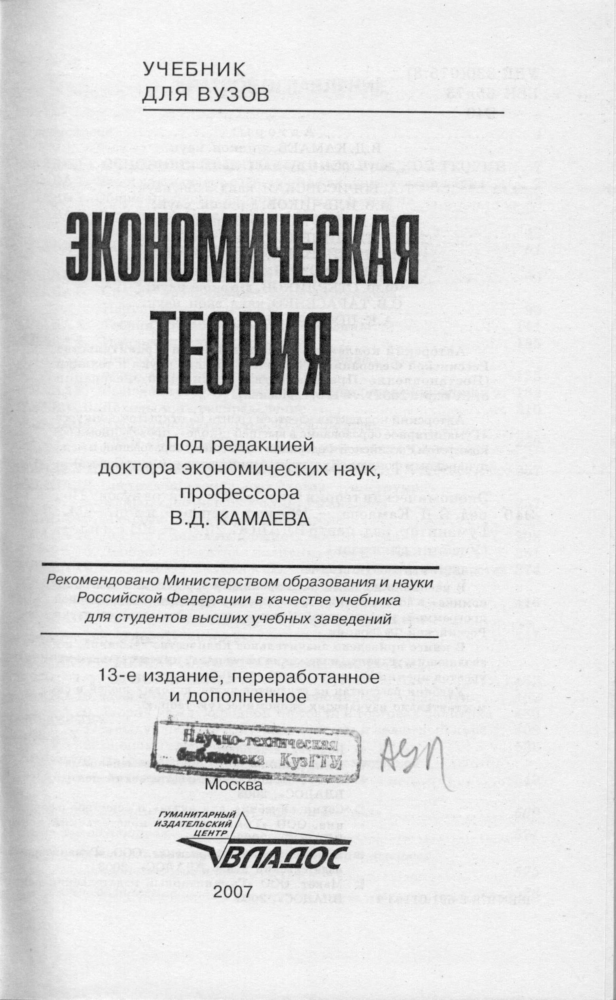 УЧЕБНИК
ДЛЯ ВУЗОВ
ЭКОНОМИЧЕСКАЯ
ТЕОРИЯ
Под редакцией
доктора экономических наук,
профессора
В.Д. КАМАЕВА
Рекомендовано Министерством образования и науки
Российской Федерации в качестве учебника
для студентов высших учебных заведений
13-е издание, переработанное
и дополненное
Научно-техническая
библиотека КузГТУ
Москва
ГУМАНИТАРНЫЙ
ИЗДАТЕЛЬСКИЙ
ЦЕНТР
ВЛАДОС
2007